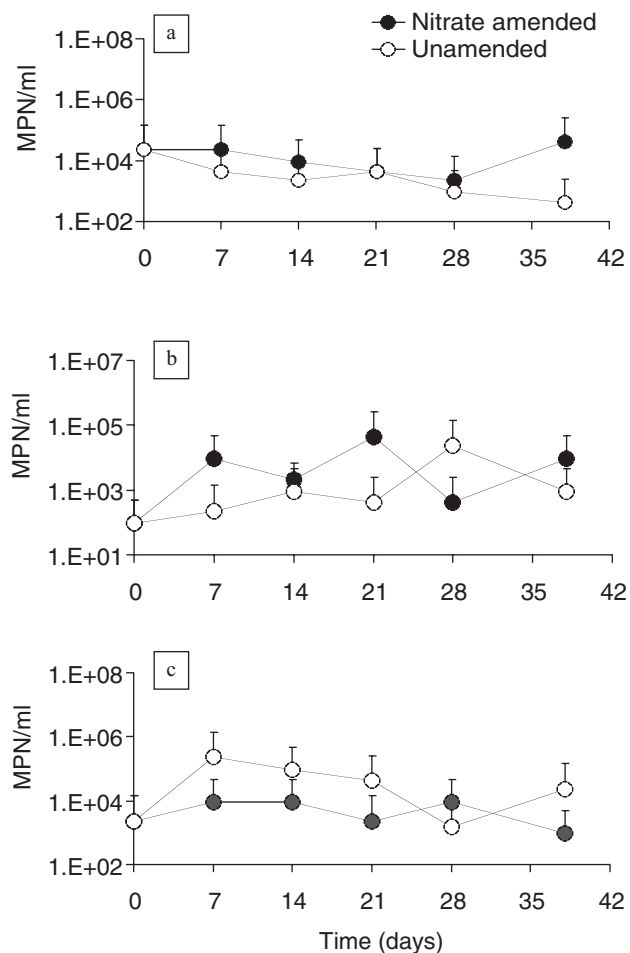 a
Nitrate amended
Unamended
MPN/ml
1.E+08
1.E+06
1.E+04
1.E+02
0 7 14 21 28 35 42
b
MPN/ml
1.E+07
1.E+05
1.E+03
1.E+01
0 7 14 21 28 35 42
c
MPN/ml
1.E+08
1.E+06
1.E+04
1.E+02
0 7 14 21 28 35 42
Time (days)